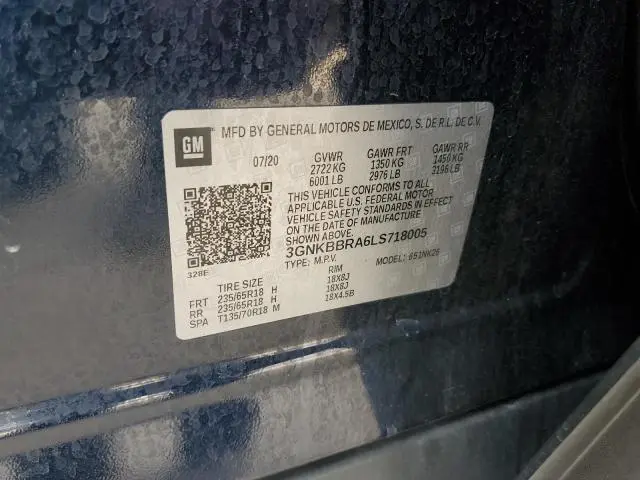 GM
MFD BY GENERAL MOTORS DE MEXICO, S. DE R.L. DE C.V.
07/20 GVWR GAWR FRT GAWR RR
2722 KG 1350 KG 1450 KG
6001 LB 2976 LB 3196 LB
THIS VEHICLE CONFORMS TO ALL
APPLICABLE U.S. FEDERAL MOTOR
VEHICLE SAFETY STANDARDS IN EFFECT
ON THE DATE OF MANUFACTURE
3GNKBBRA6LS718005
TYPE: M.P.V. MODEL: 6S1NK26
328E
TIRE SIZE RIM
FRT 235/65R18 H 18X8J
RR 235/65R18 H 18X8J
SPA T135/70R18 M 18X4.5B